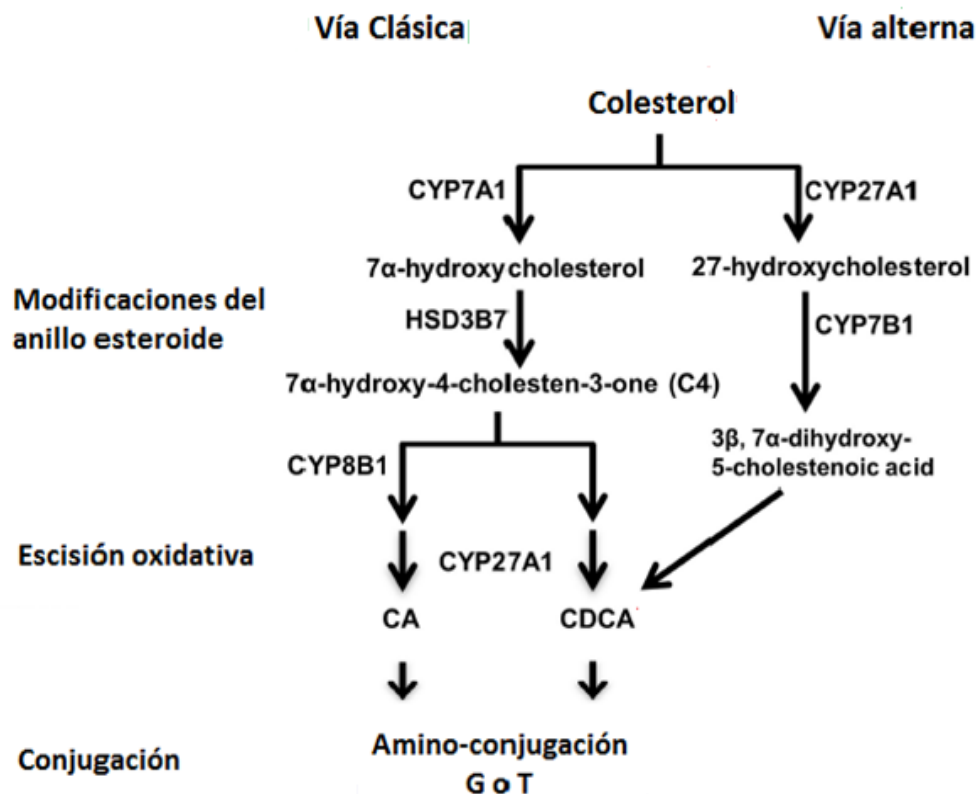 Vía Clásica
Vía alterna
Colesterol
CYP7A1
CYP27A1
7α-hydroxycholesterol
27-hydroxycholesterol
Modificaciones del
anillo esteroide
HSD3B7
CYP7B1
7α-hydroxy-4-cholesten-3-one (C4)
3β, 7α-dihydroxy-
5-cholestenoic acid
CYP8B1
Escisión oxidativa
CYP27A1
CA
CDCA
Conjugación
Amino-conjugación
G o T